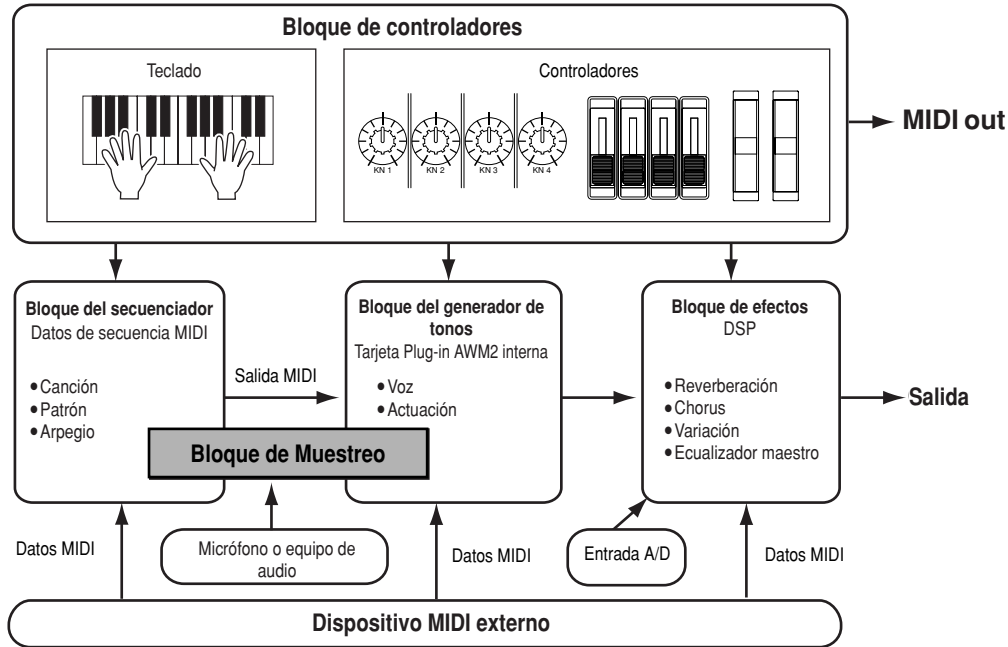 Bloque de controladores
Teclado
Controladores
KN 1
KN 2
KN 3
KN 4
MIDI out
Bloque del secuenciador
Datos de secuencia MIDI
• Canción
• Patrón
• Arpegio
Salida MIDI
Bloque del generador de
tonos
Tarjeta Plug-in AWM2 interna
• Voz
• Actuación
Bloque de efectos
DSP
• Reverberación
• Chorus
• Variación
• Ecualizador maestro
Salida
Bloque de Muestreo
Datos MIDI
Micrófono o equipo de
audio
Datos MIDI
Entrada A/D
Datos MIDI
Dispositivo MIDI externo